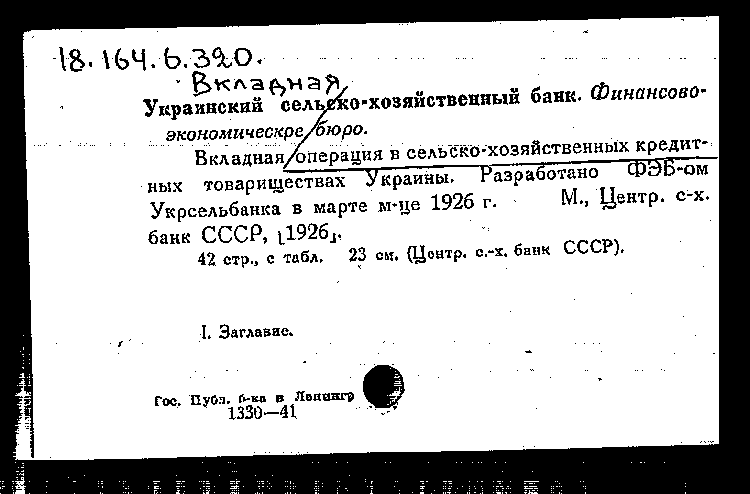 18.164.6.320.
Вкладная
Украинский сельско-хозяйственный банк. Финансово-
экономическое бюро.
Вкладная операция в сельско-хозяйственных кредит-
ных товариществах Украины. Разработано ФЭБ-ом
Укрсельбанка в марте м-це 1926 г. М., Центр. с-х.
банк СССР, [1926].
42 стр., с табл. 23 см. (Центр. с.-х. банк СССР).
I. Заглавие.
Гос. Публ. б-ка в Ленингр
1330—41